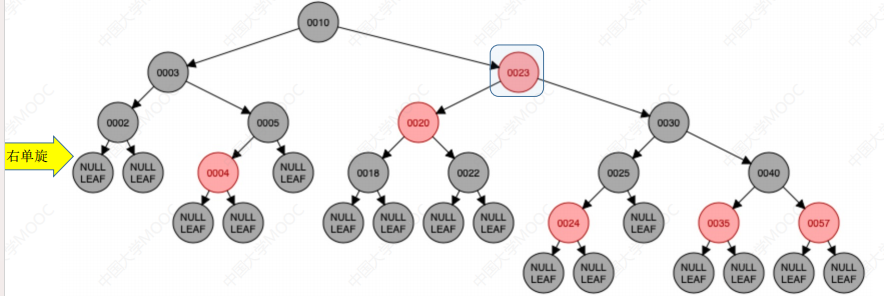 0010
0003
0023
0002
0005
0020
0030
右单旋
NULL
LEAF
NULL
LEAF
0004
NULL
LEAF
0018
0022
0025
0040
NULL
LEAF
NULL
LEAF
NULL
LEAF
NULL
LEAF
NULL
LEAF
NULL
LEAF
0024
NULL
LEAF
0035
0057
NULL
LEAF
NULL
LEAF
NULL
LEAF
NULL
LEAF
NULL
LEAF
NULL
LEAF
中国大学MOOC